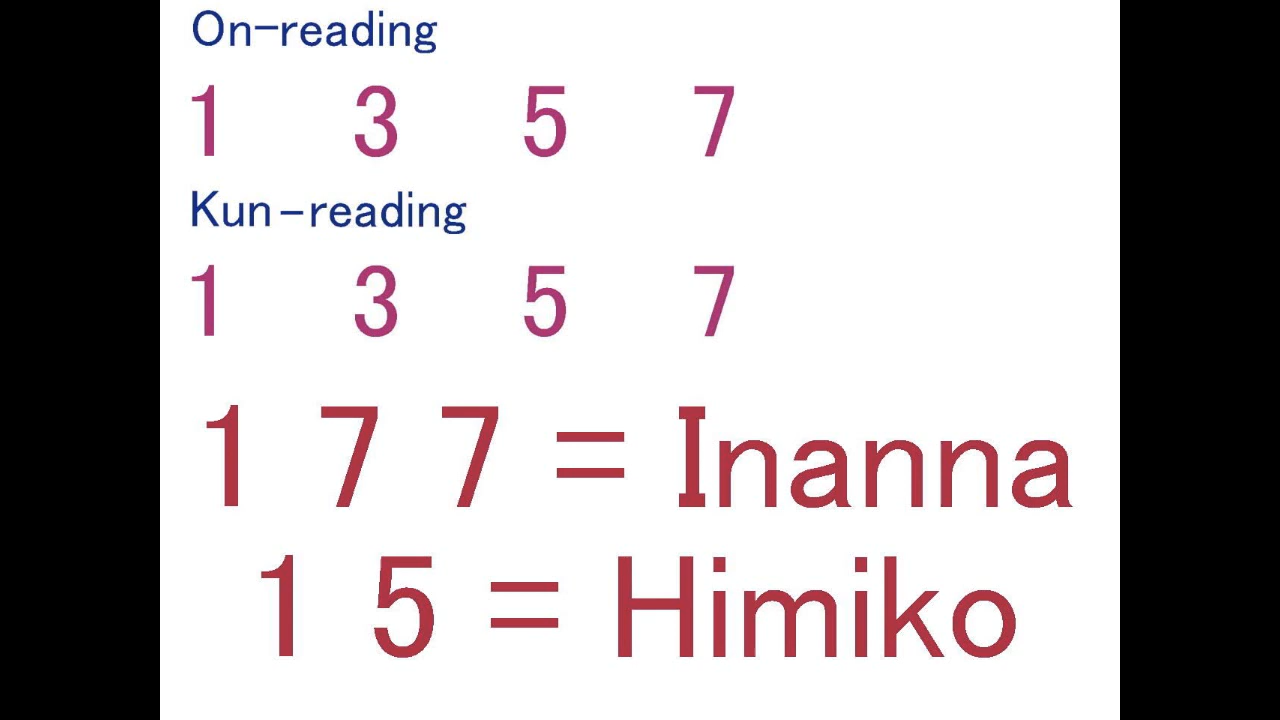 On-reading
1 3 5 7
Kun-reading
1 3 5 7
1 7 7 = Inanna
1 5 = Himiko